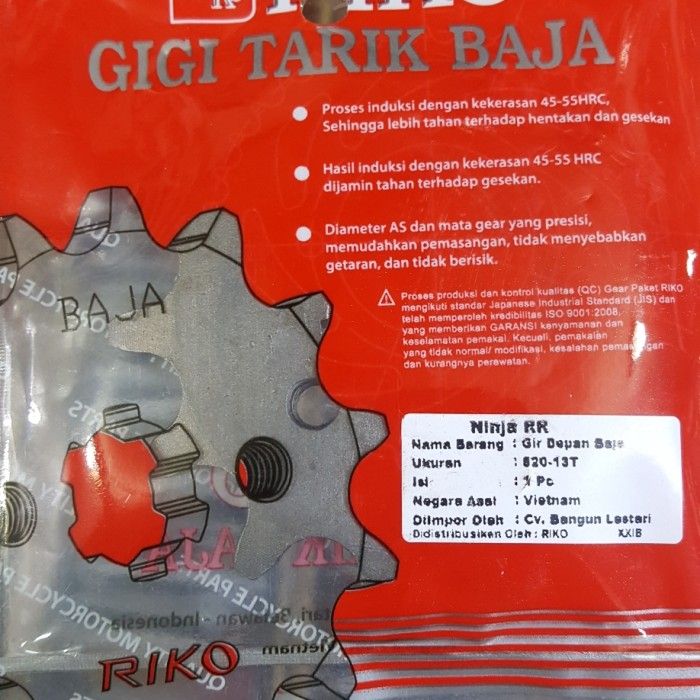 GIGI TARIK BAJA
Proses induksi dengan kekerasan 45-55HRC,
Sehingga lebih tahan terhadap hentakan dan gesekan
Hasil induksi dengan kekerasan 45-55 HRC
dijamin tahan terhadap gesekan.
Diameter AS dan mata gear yang presisi,
memudahkan pemasangan, tidak menyebabkan
getaran, dan tidak berisik.
Proses produksi dan kontrol kualitas (QC) Gear Paket RIKO
mengikuti standar Japanese Industrial Standard (JIS) dan
telah memperoleh kredibilitas ISO 9001:2008,
yang memberikan GARANSI kenyamanan dan
keselamatan pemakai. Kecuali, pemakaian
yang tidak normal/ modifikasi, kesalahan pemasangan
dan kurangnya perawatan.
BAJA
Ninja RR
Nama Barang : Gir Depan Baja
Ukuran : 520-13T
Isi : 1 Pc
Negara Asal : Vietnam
Diimpor Oleh : Cv. Bangun Lestari
Didistribusikan Oleh : RIKO XXIB
RIKO